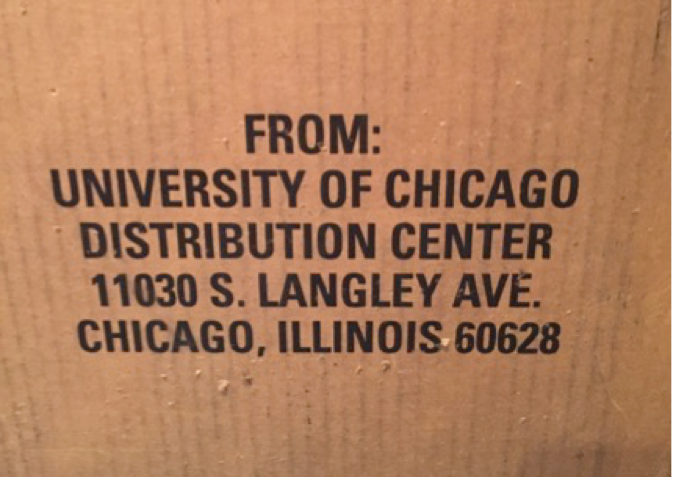 FROM:
UNIVERSITY OF CHICAGO
DISTRIBUTION CENTER
11030 S. LANGLEY AVE.
CHICAGO, ILLINOIS 60628